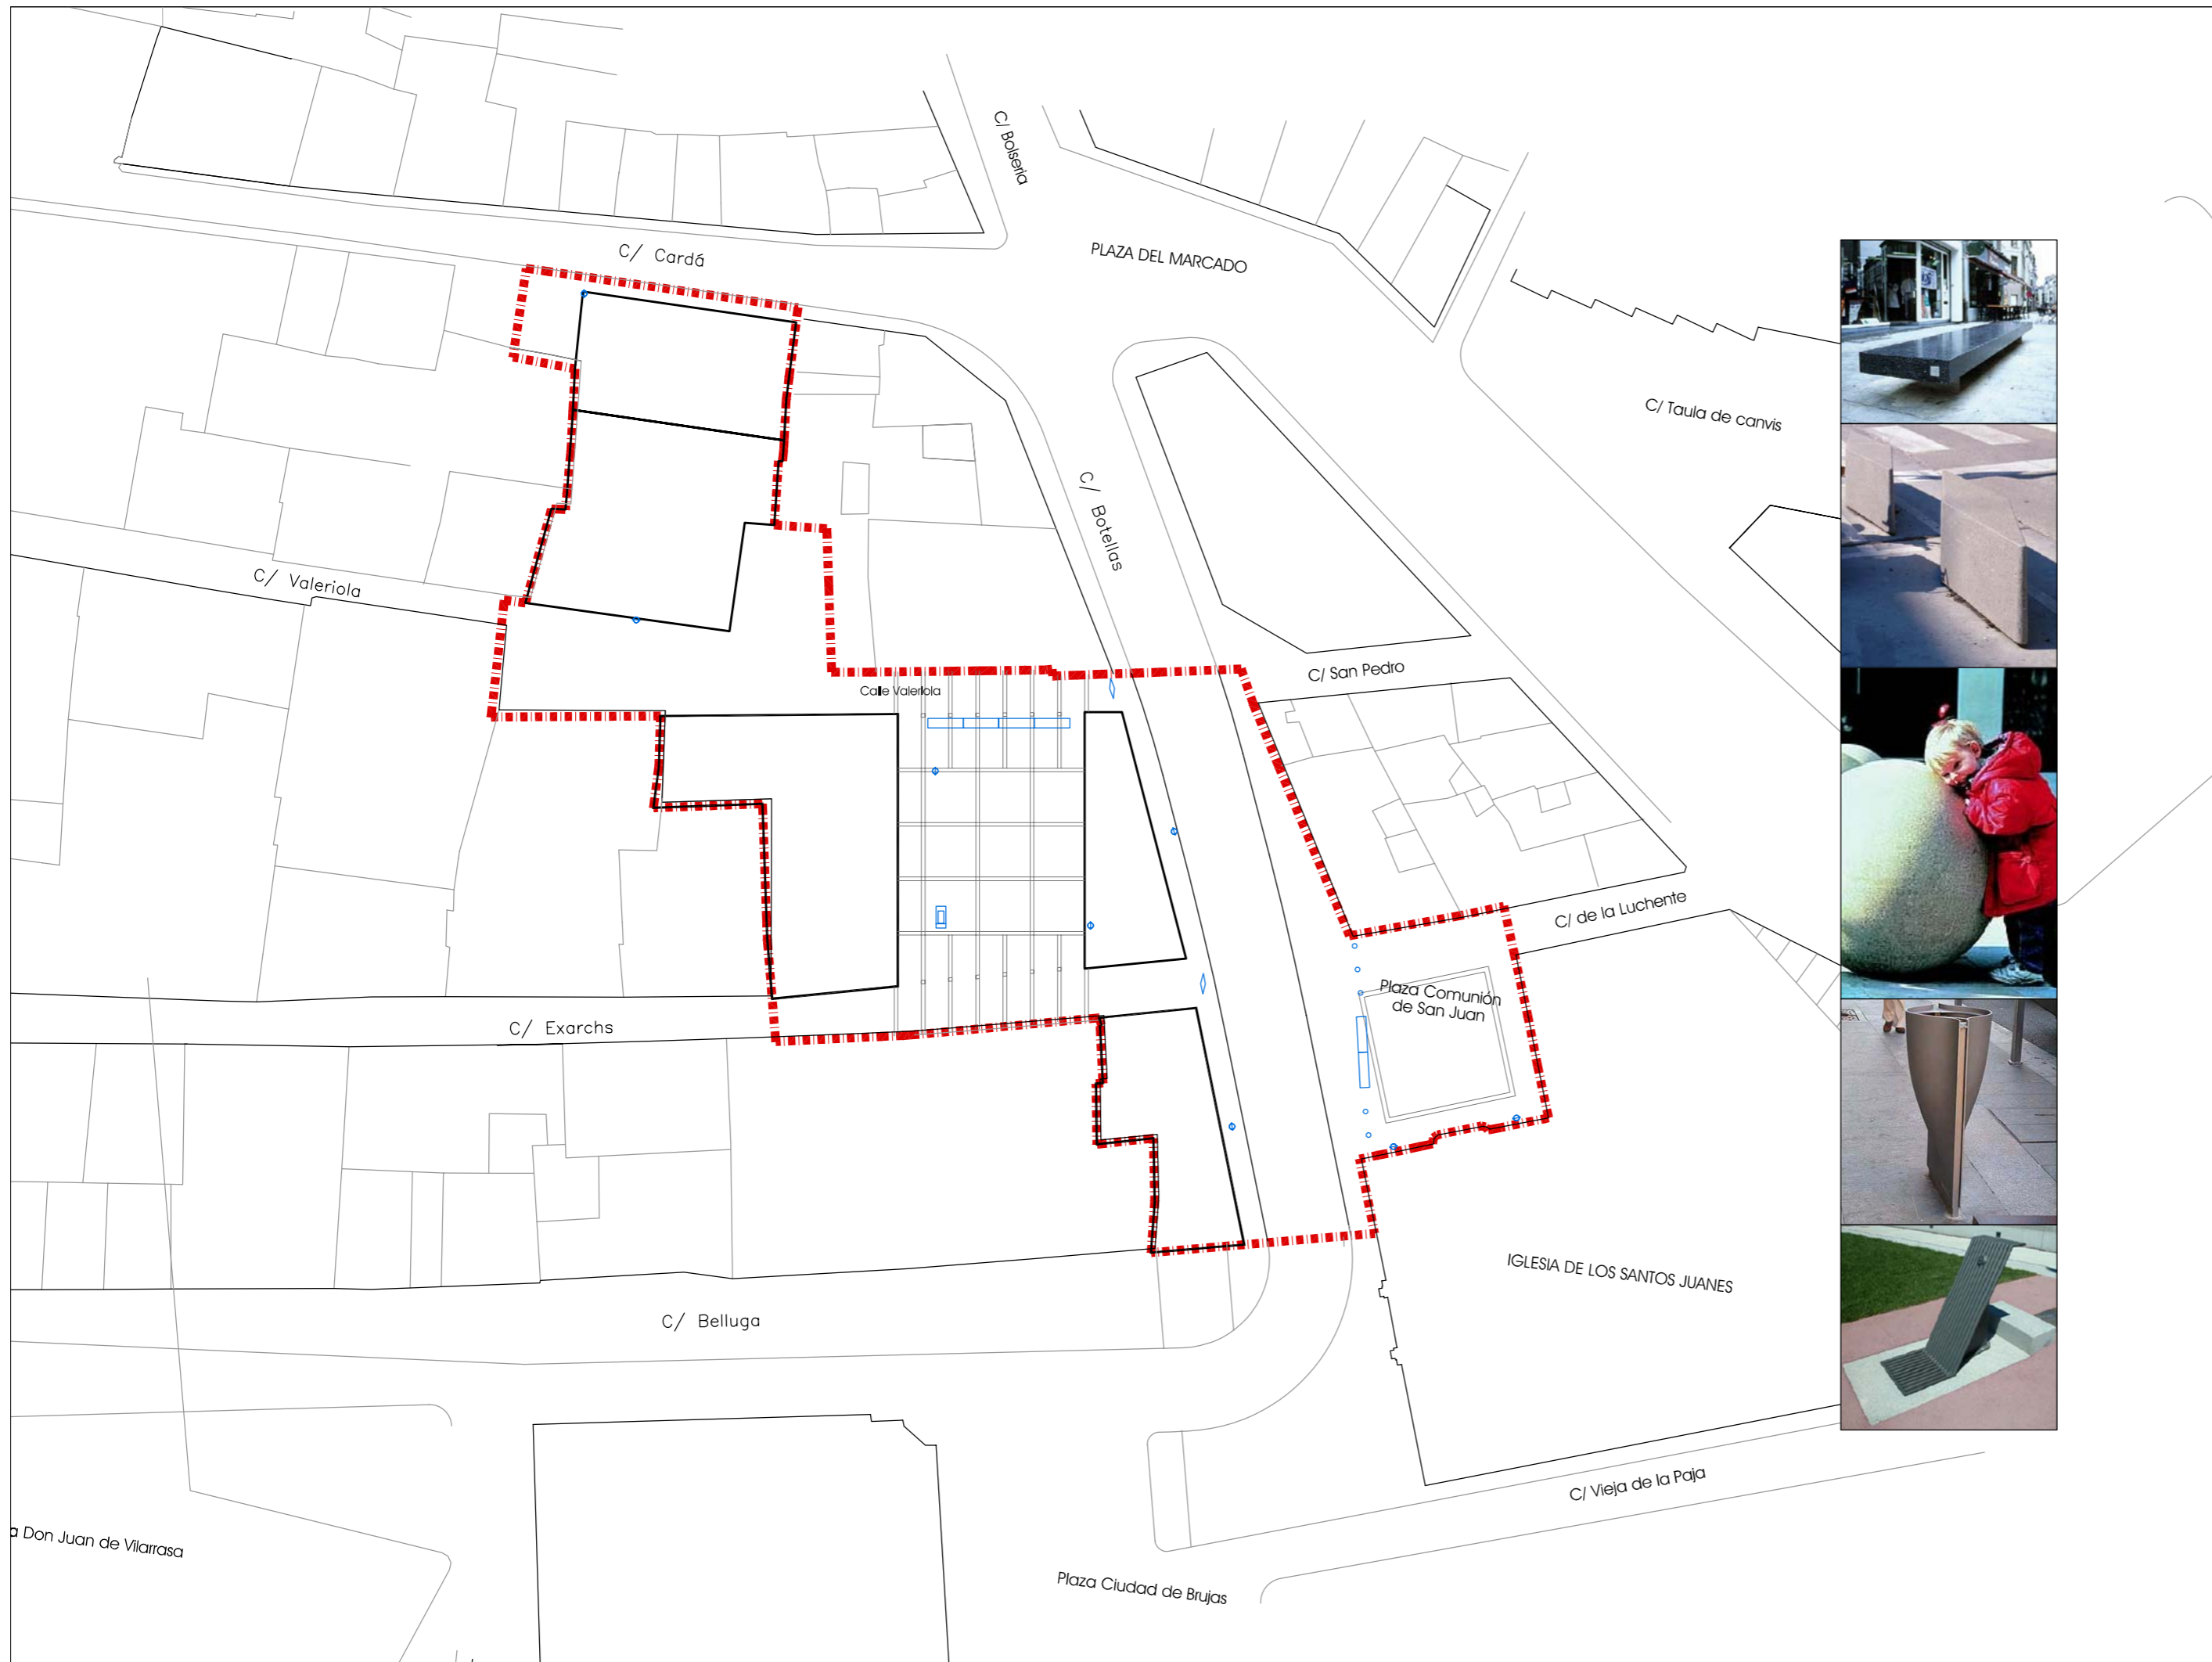 C/ Bolseria
C/ Cardá
PLAZA DEL MARCADO
C/ Taula de canvis
C/ Botellas
C/ Valeriola
C/ San Pedro
Calle Valeriola
C/ de la Luchente
Plaza Comunión
de San Juan
C/ Exarchs
IGLESIA DE LOS SANTOS JUANES
C/ Belluga
C/ Vieja de la Paja
a Don Juan de Vilarrasa
Plaza Ciudad de Brujas